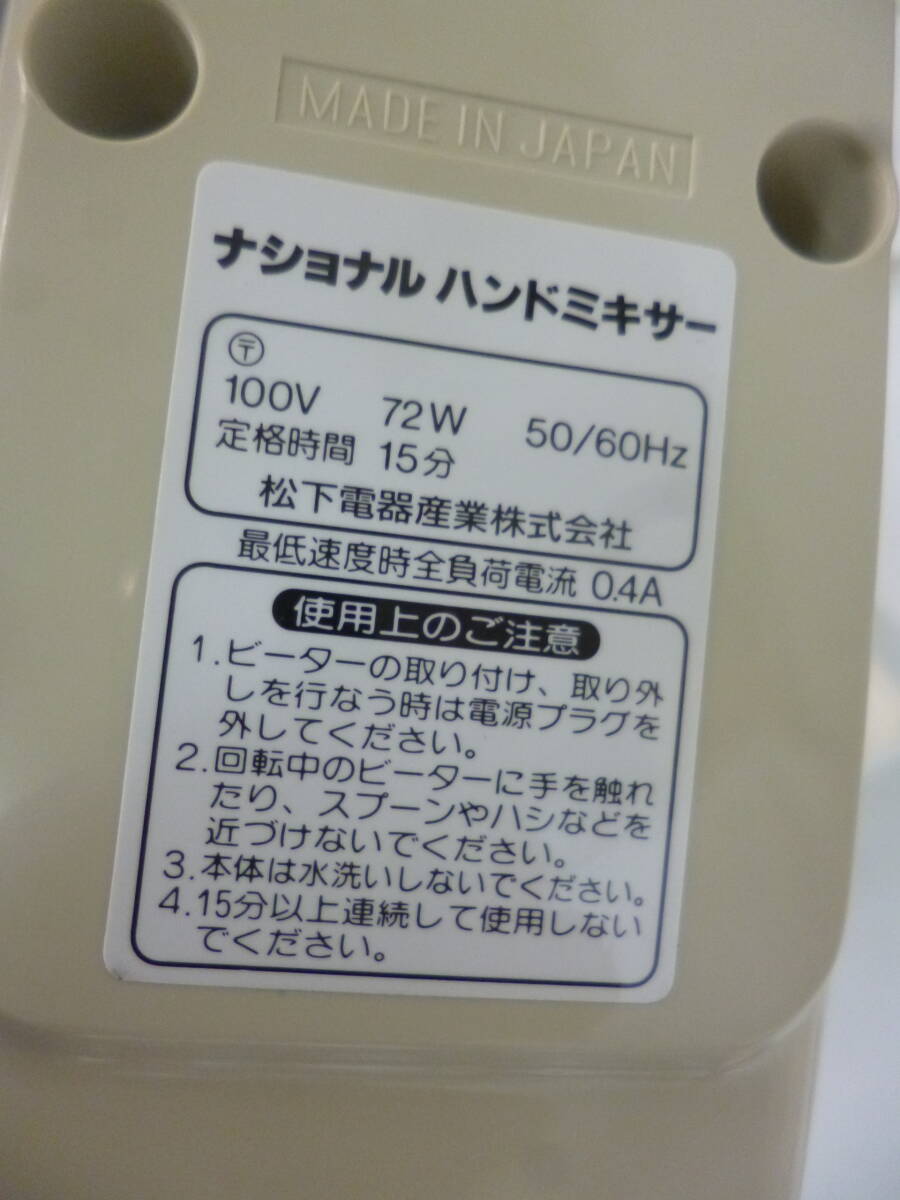 MADE IN JAPAN
ナショナル ハンドミキサー
〶
100V 72W 50/60Hz
定格時間 15分
松下電器産業株式会社
最低速度時全負荷電流 0.4A
使用上のご注意
1.ビーターの取り付け、取り外
しを行なう時は電源プラグを
外してください。
2.回転中のビーターに手を触れ
たり、スプーンやハシなどを
近づけないでください。
3.本体は水洗いしないでください。
4.15分以上連続して使用しない
でください。